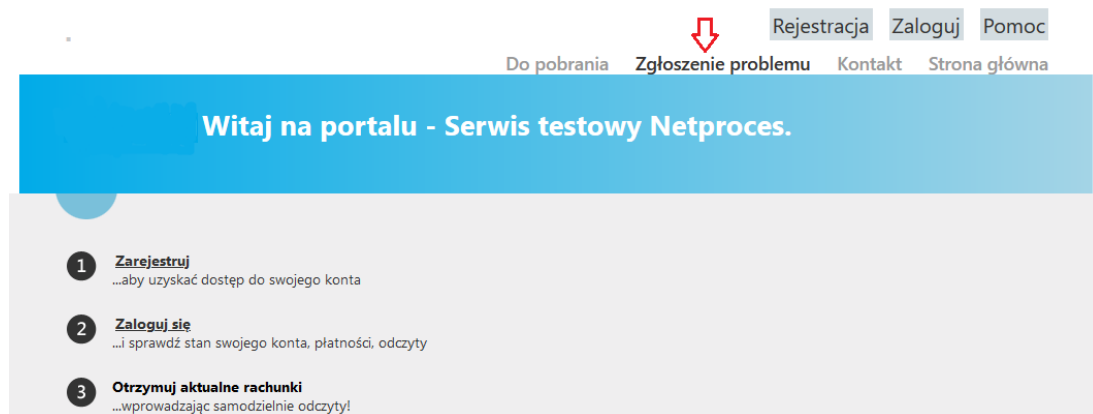 Rejestracja Zaloguj Pomoc
Do pobrania Zgłoszenie problemu Kontakt Strona główna
Witaj na portalu - Serwis testowy Netproces.
1 Zarejestruj
...aby uzyskać dostęp do swojego konta
2 Zaloguj się
...i sprawdź stan swojego konta, płatności, odczyty
3 Otrzymuj aktualne rachunki
...wprowadzając samodzielnie odczyty!